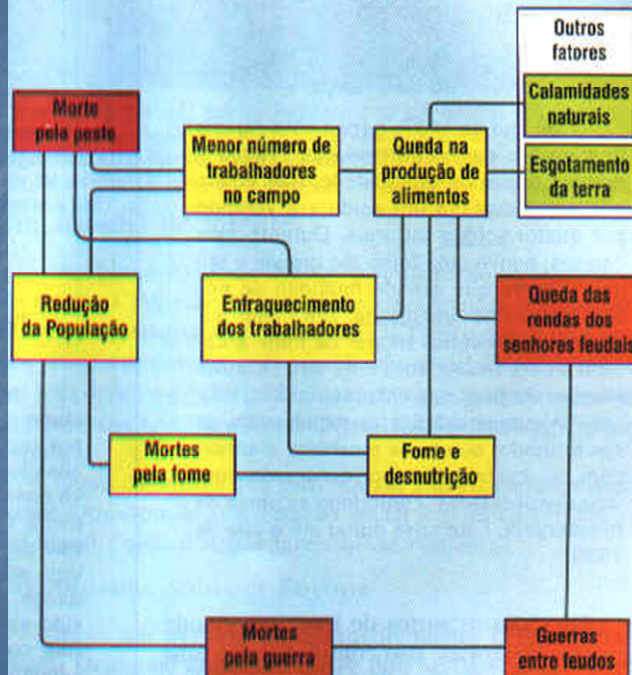 Outros
fatores
Calamidades
naturais
Esgotamento
da terra
Morte
pela peste
Menor número de
trabalhadores
no campo
Queda na
produção de
alimentos
Redução
da População
Enfraquecimento
dos trabalhadores
Queda das
rendas dos
senhores feudais
Mortes
pela fome
Fome e
desnutrição
Mortes
pela guerra
Guerras
entre feudos